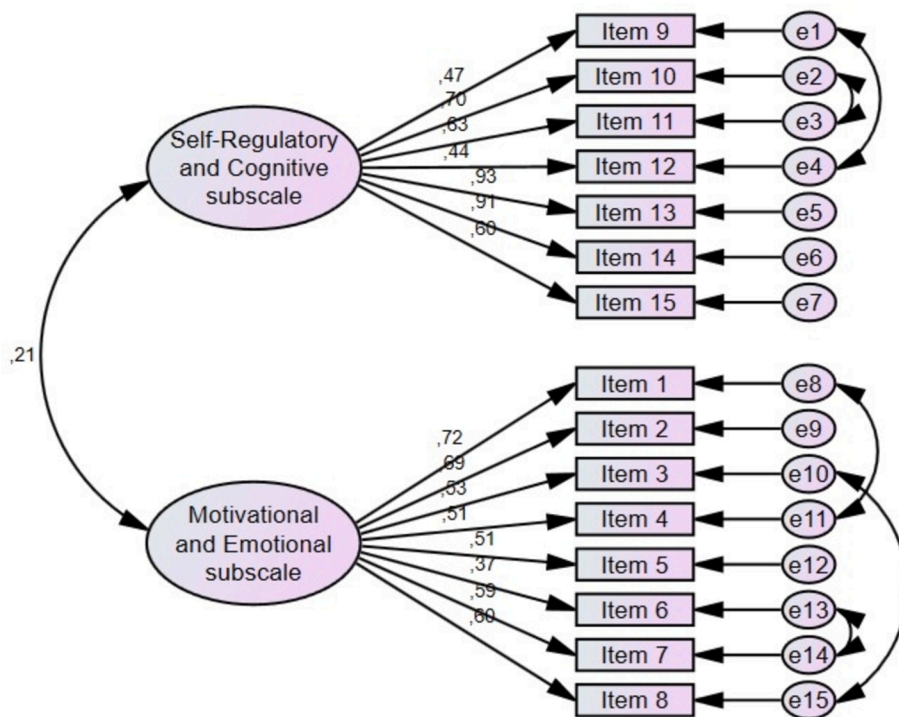 Self-Regulatory
and Cognitive
subscale
,47
,70
,63
,44
,93
,91
,60
Item 9
e1
Item 10
e2
Item 11
e3
Item 12
e4
Item 13
e5
Item 14
e6
Item 15
e7
,21
Motivational
and Emotional
subscale
,72
,69
,53
,51
,51
,37
,59
,60
Item 1
e8
Item 2
e9
Item 3
e10
Item 4
e11
Item 5
e12
Item 6
e13
Item 7
e14
Item 8
e15